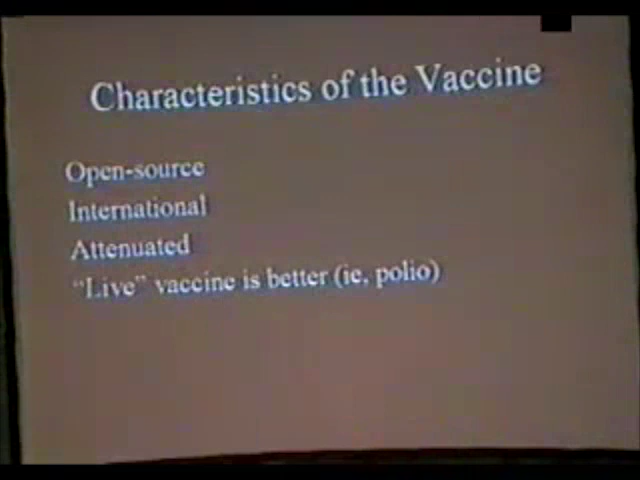 Characteristics of the Vaccine
Open-source
International
Attenuated
“Live” vaccine is better (ie, polio)